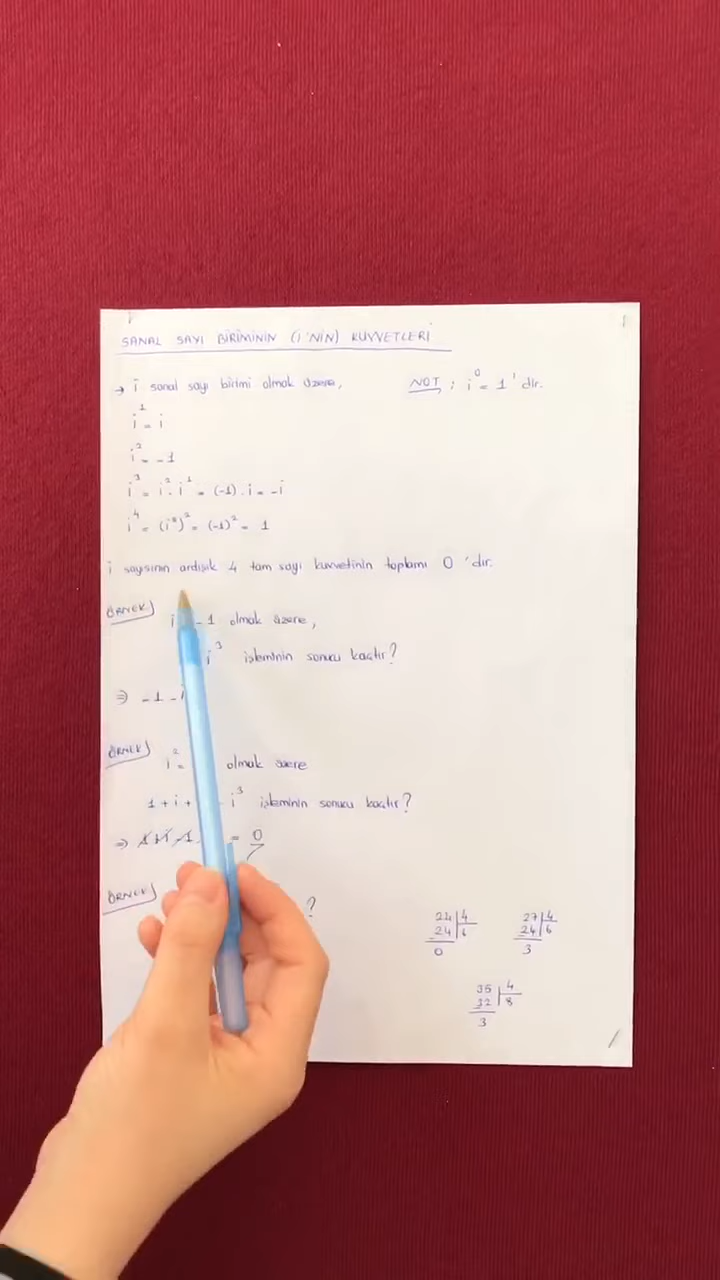 SANAL SAYI BİRİMİNİN (i'NİN) KUVVETLERİ
→ i sanal sayı birimi olmak üzere,
NOT : i⁰ = 1'dir.
i¹ = i
i² = -1
i³ = i².i¹ = (-1).i = -i
i⁴ = (i²)² = (-1)² = 1
i sayısının ardışık 4 tam sayı kuvvetinin toplamı 0'dır.
ÖRNEK) i -1 olmak üzere,
i³ işleminin sonucu kaçtır?
⇒ -1-i
ÖRNEK) i² = olmak üzere
1+i+ i³ işleminin sonucu kaçtır?
⇒ 1+i-1 = 0
ÖRNEK) ?
24 4
24 6
0
27 4
24 6
3
35 4
32 8
3